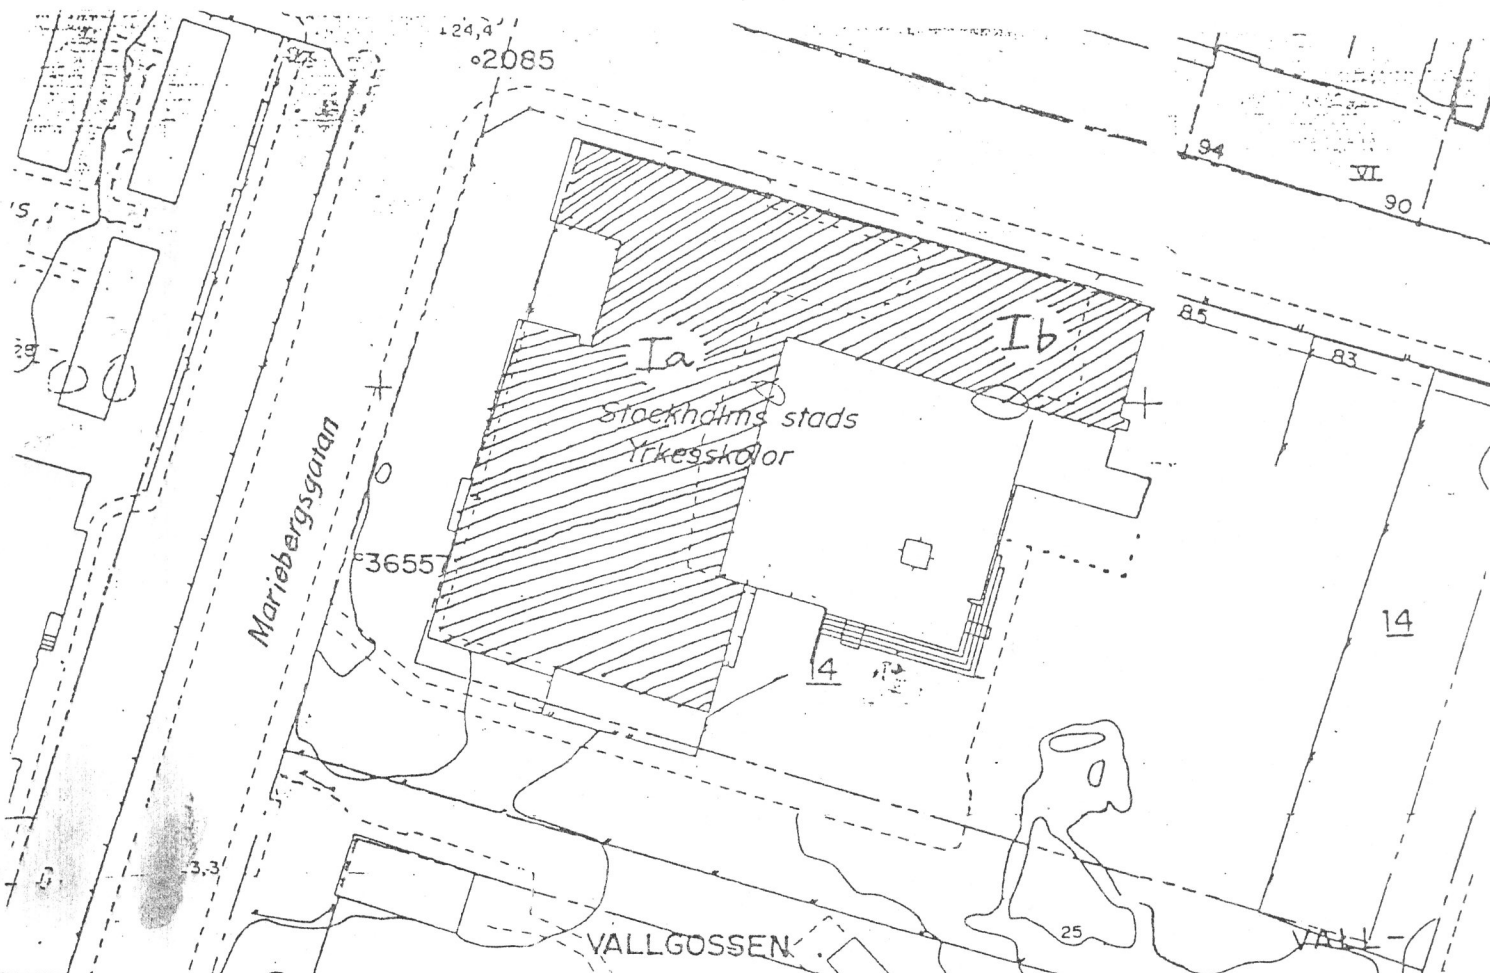 124,4
2085
94
VI
90
85
83
Ia
Ib
Stockholms stads
Yrkesskolor
Mariebergsgatan
36557
14
14
3,3
25
VALLGOSSEN
VALL-